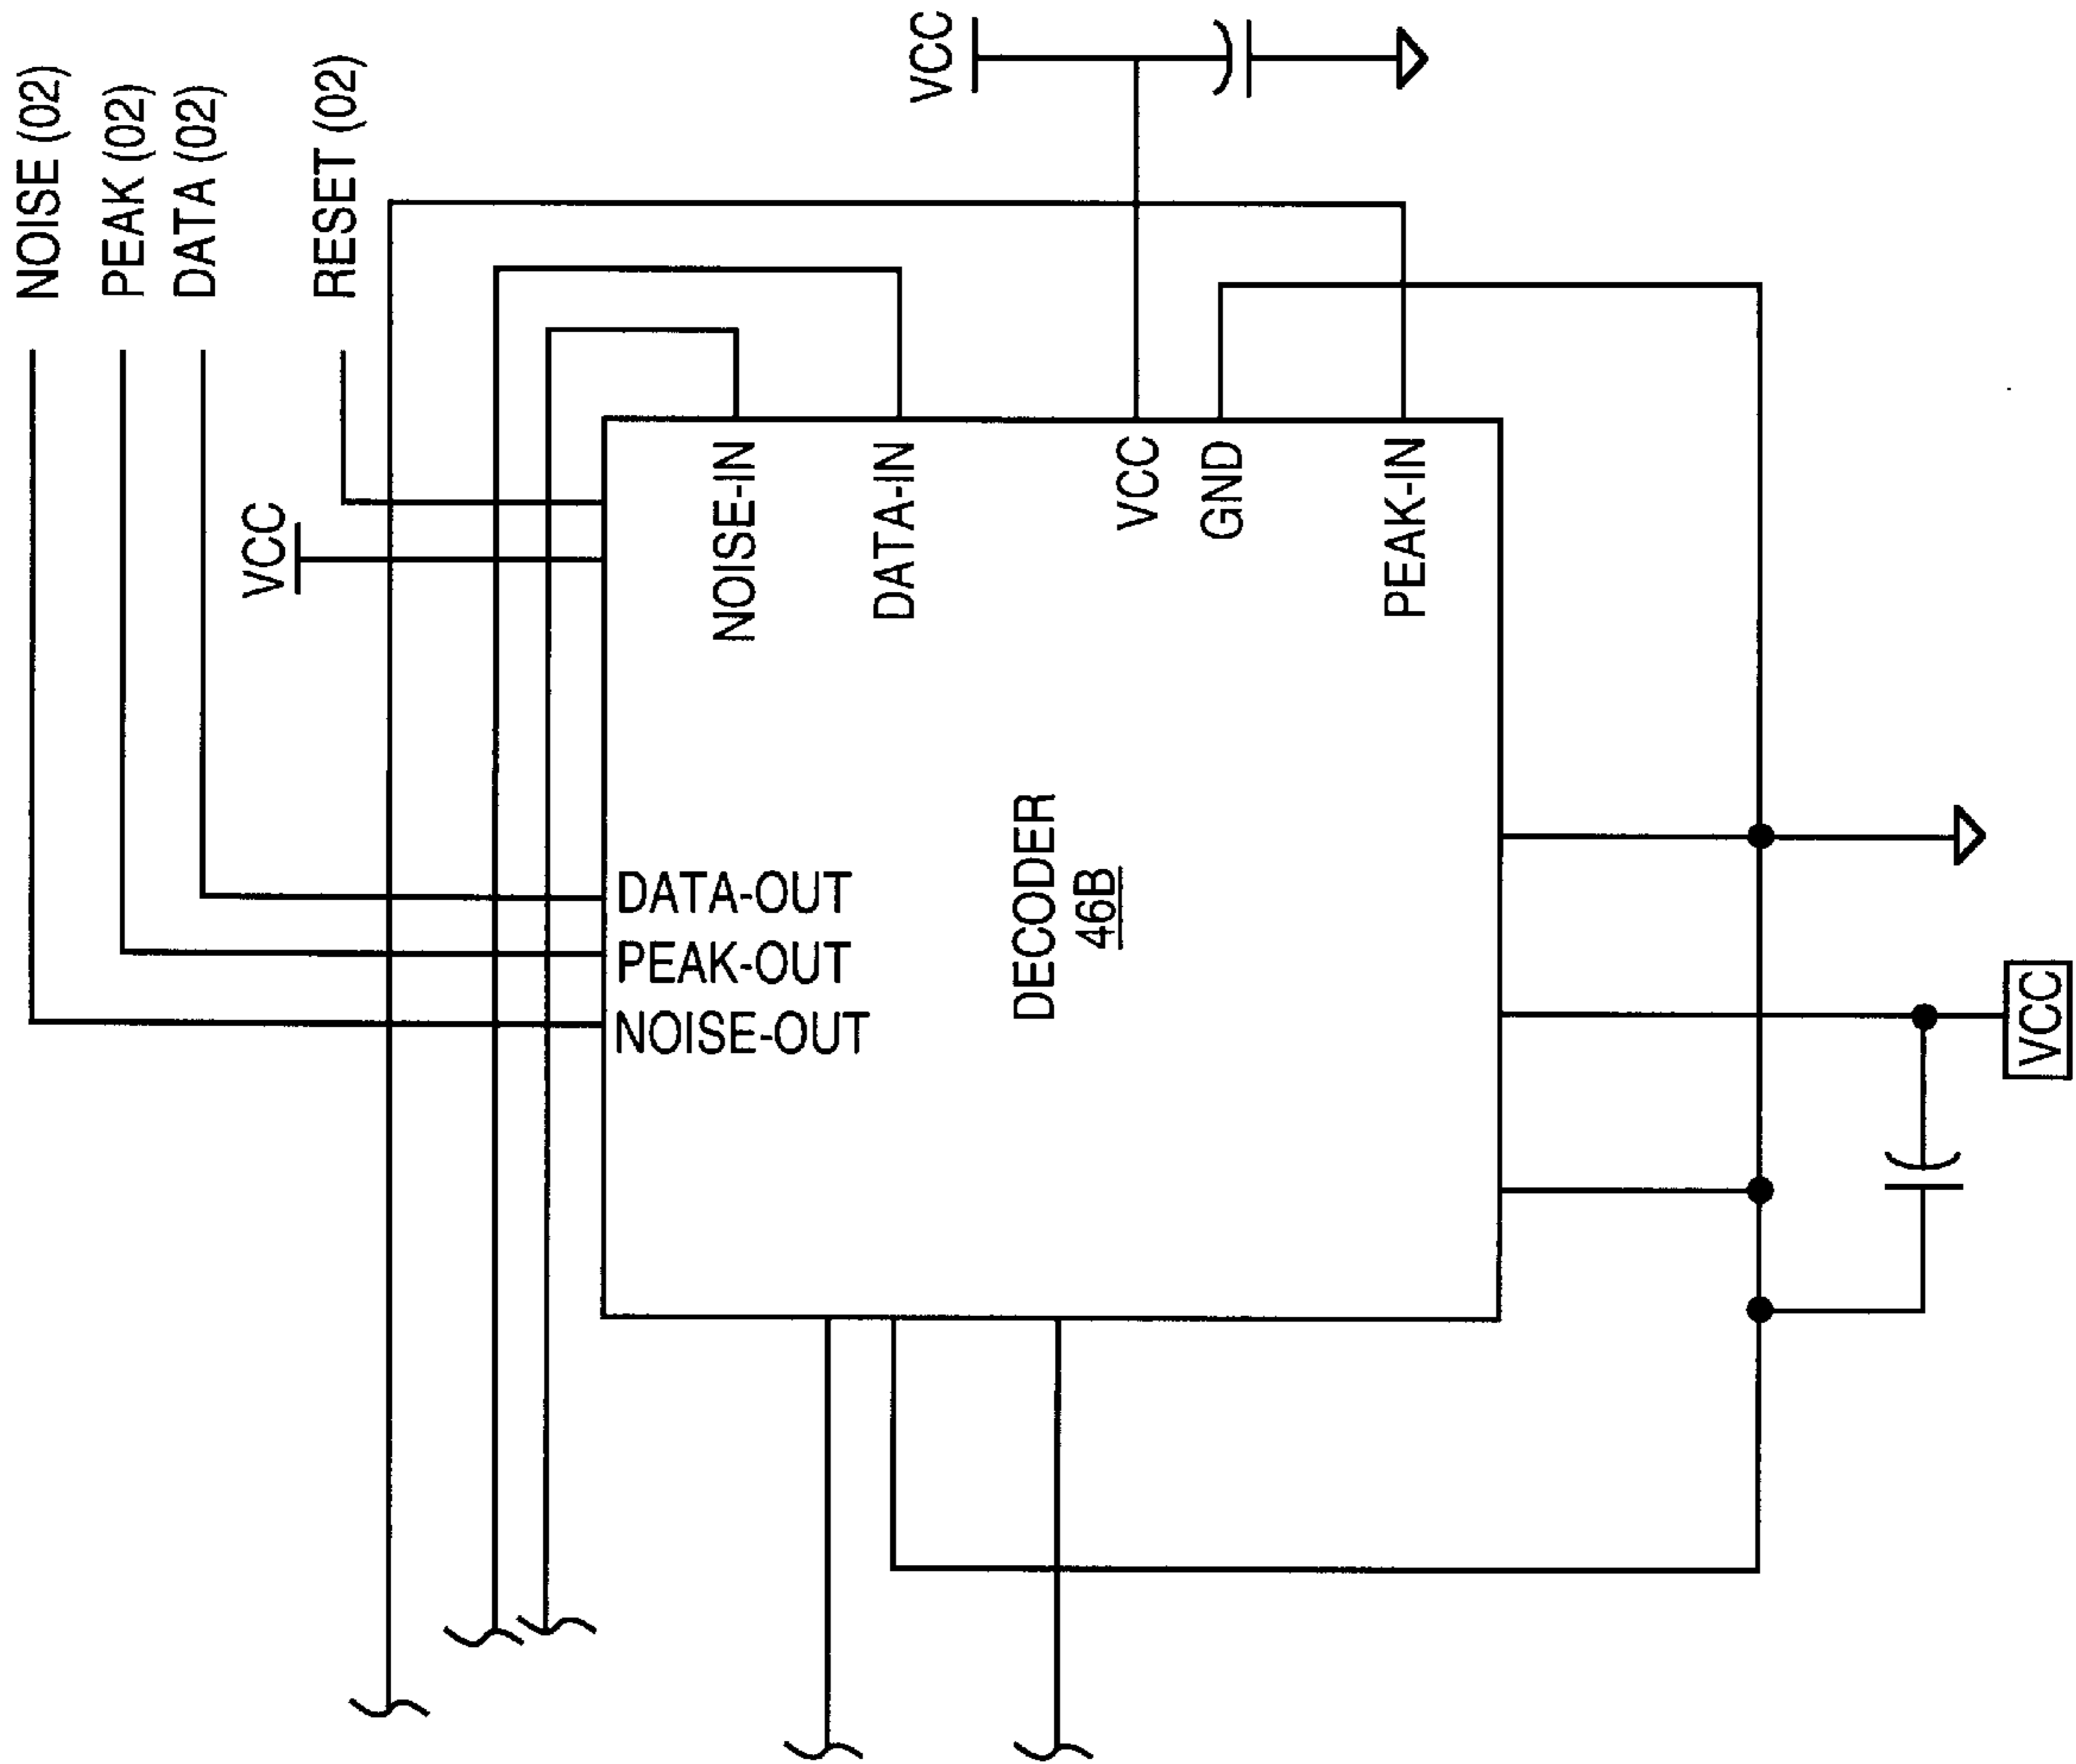 NOISE (02)
PEAK (02)
DATA (02)
RESET (02)
VCC
VCC
NOISE-IN
DATA-IN
VCC
GND
PEAK-IN
DATA-OUT
PEAK-OUT
NOISE-OUT
DECODER
46B
VCC